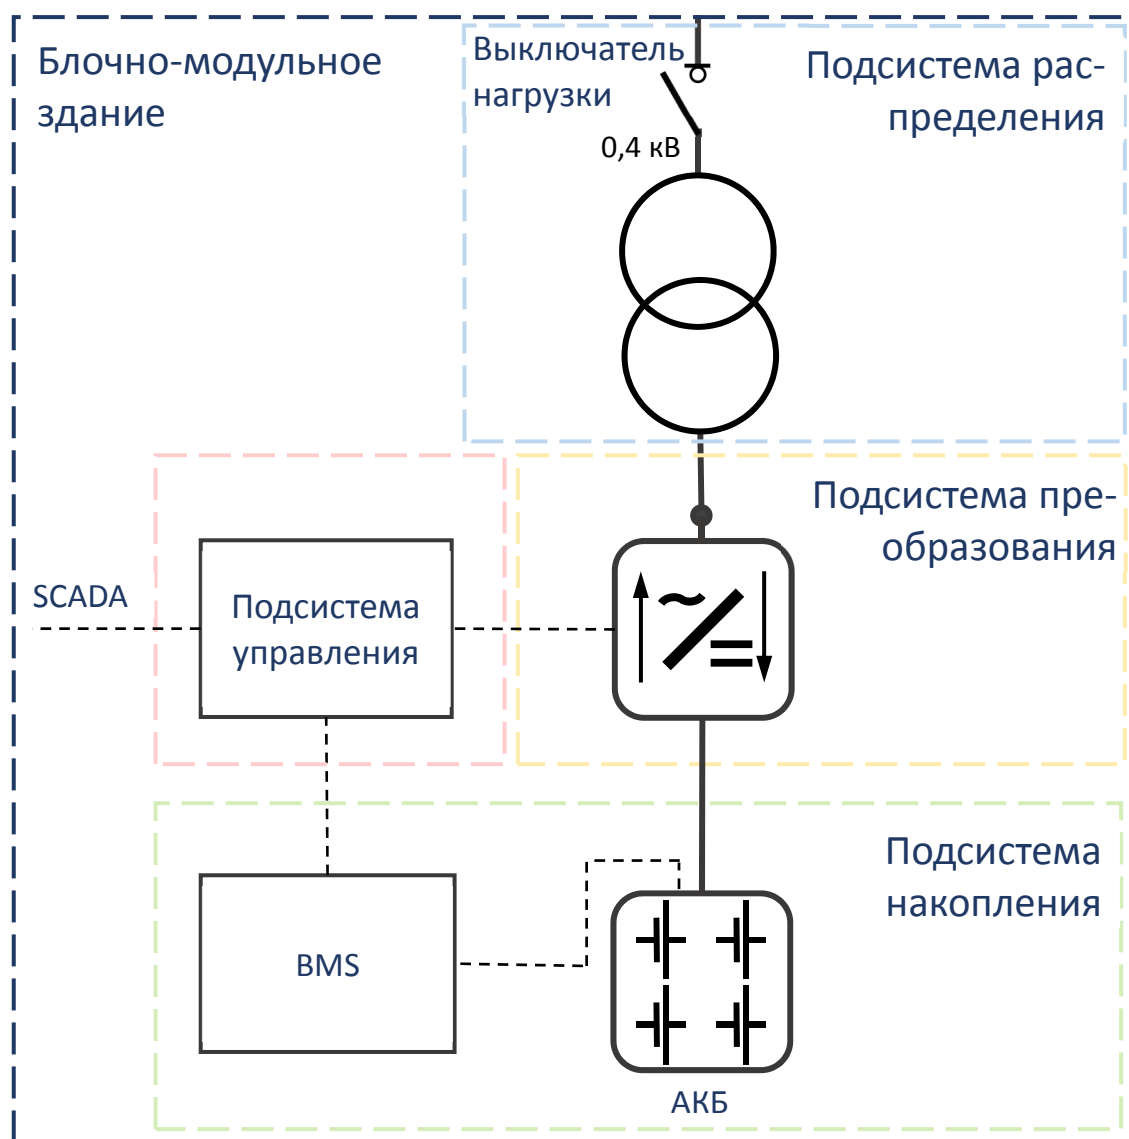 Блочно-модульное
здание
Выключатель
нагрузки
0,4 кВ
Подсистема рас-
пределения
Подсистема пре-
образования
SCADA
Подсистема
управления
Подсистема
накопления
BMS
АКБ